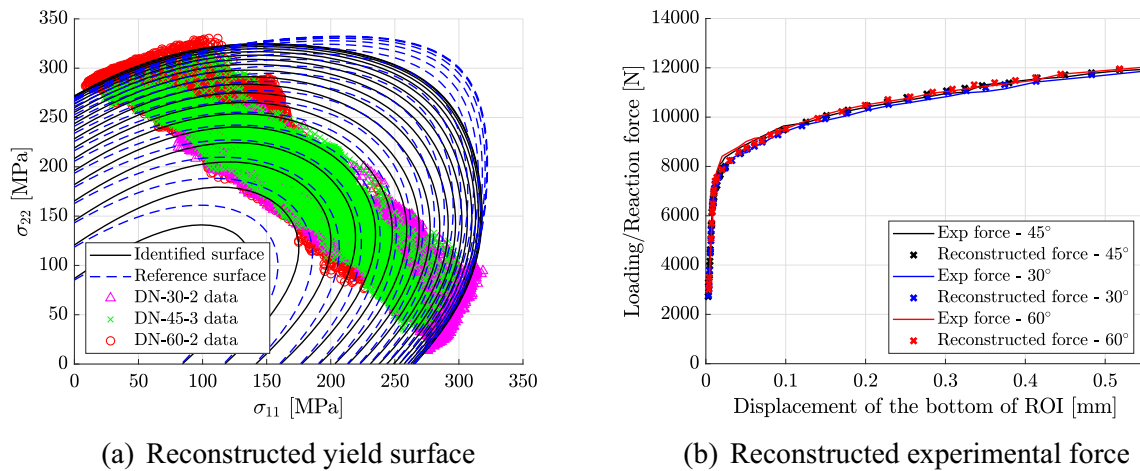 350
300
250
200
150
100
50
0
σ22 [MPa]
Identified surface
Reference surface
DN-30-2 data
DN-45-3 data
DN-60-2 data
0 50 100 150 200 250 300 350
σ11 [MPa]
(a) Reconstructed yield surface
14000
12000
10000
8000
6000
4000
2000
0
Loading/Reaction force [N]
Exp force - 45°
Reconstructed force - 45°
Exp force - 30°
Reconstructed force - 30°
Exp force - 60°
Reconstructed force - 60°
0 0.1 0.2 0.3 0.4 0.5
Displacement of the bottom of ROI [mm]
(b) Reconstructed experimental force